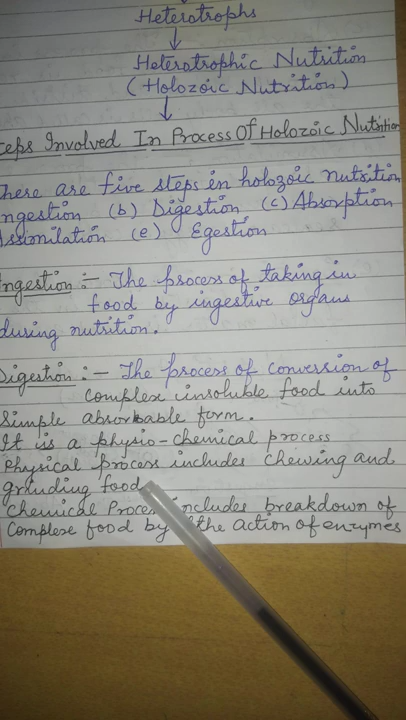 Heterotrophs
Heterotrophic Nutrition
(Holozoic Nutrition)
eps Involved In Process Of Holozoic Nutrition
here are five steps in holozoic nutrition
ngestion (b) Digestion (c) Absorption
ssimilation (e) Egestion
ngestion :- The process of taking in
food by ingestive organs
during nutrition.
Digestion :- The process of conversion of
complex insoluble food into
simple absorbable form.
It is a physio-chemical process
Physical process includes chewing and
grinding food
Chemical Proces includes breakdown of
complex food by the action of enzymes